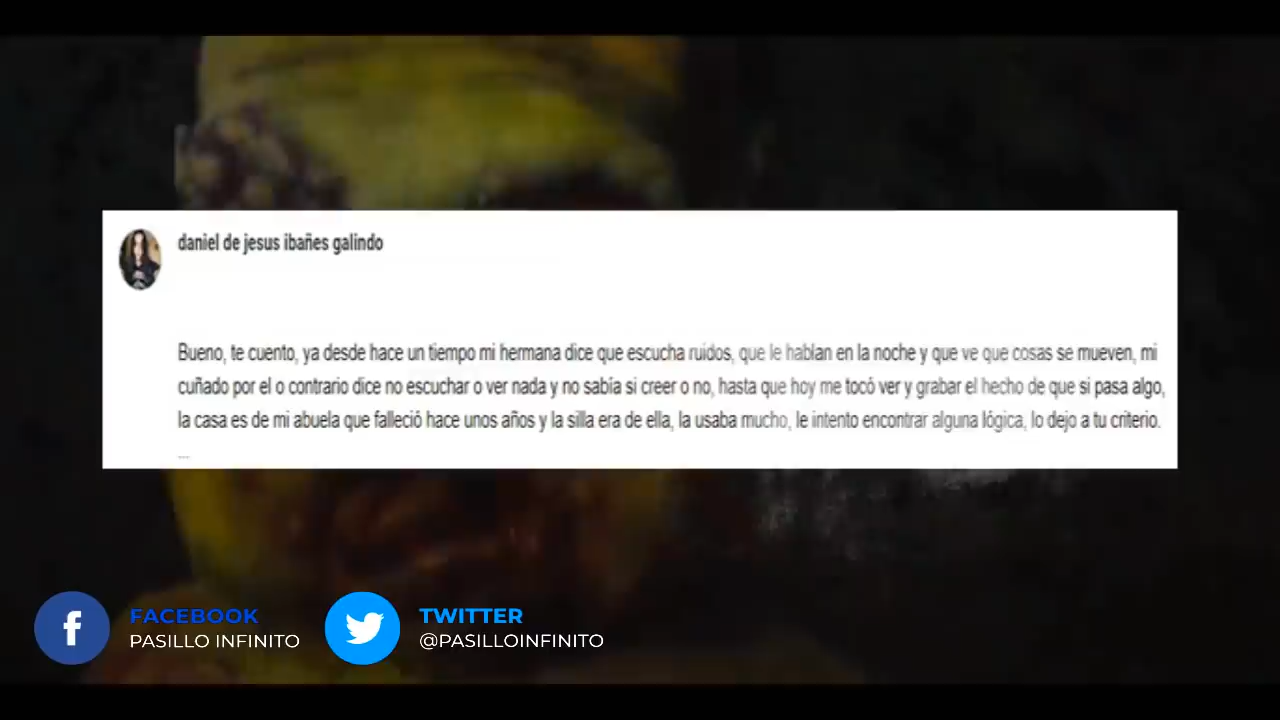 daniel de jesus ibañes galindo
Bueno, te cuento, ya desde hace un tiempo mi hermana dice que escucha ruidos, que le hablan en la noche y que ve que cosas se mueven, mi
cuñado por el o contrario dice no escuchar o ver nada y no sabía si creer o no, hasta que hoy me tocó ver y grabar el hecho de que si pasa algo,
la casa es de mi abuela que falleció hace unos años y la silla era de ella, la usaba mucho, le intento encontrar alguna lógica, lo dejo a tu criterio.
...
FACEBOOK
PASILLO INFINITO
TWITTER
@PASILLOINFINITO